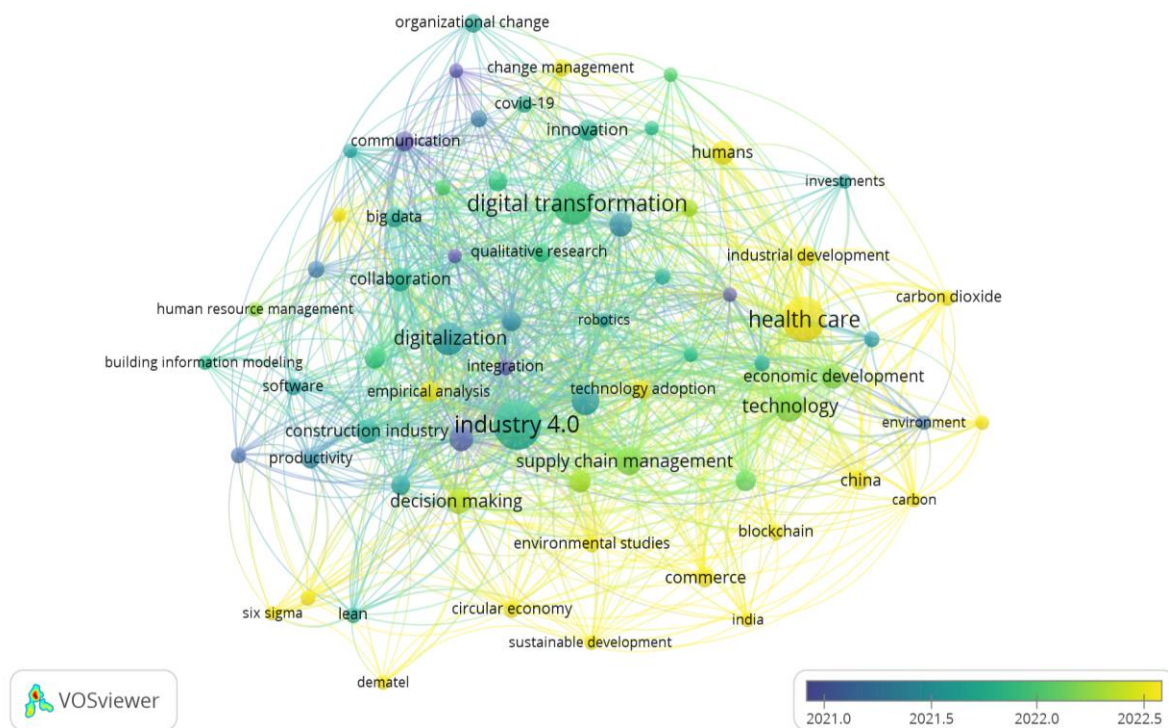 organizational change
change management
covid-19
innovation
communication
humans
investments
digital transformation
big data
qualitative research
industrial development
collaboration
carbon dioxide
human resource management
health care
robotics
digitalization
building information modeling
integration
economic development
software
empirical analysis
technology adoption
technology
industry 4.0
environment
construction industry
productivity
supply chain management
china
decision making
carbon
blockchain
environmental studies
commerce
six sigma
lean
circular economy
india
sustainable development
dematel
VOSviewer
2021.0 2021.5 2022.0 2022.5